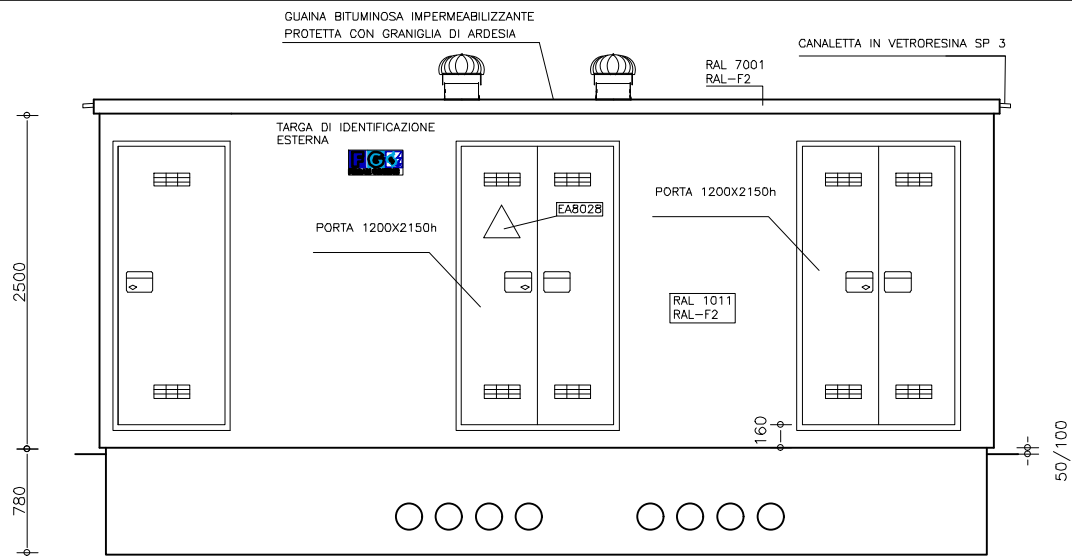 GUAINA BITUMINOSA IMPERMEABILIZZANTE
PROTETTA CON GRANIGLIA DI ARDESIA
CANALETTA IN VETRORESINA SP 3
RAL 7001
RAL-F2
TARGA DI IDENTIFICAZIONE
ESTERNA
FG
EA8028
PORTA 1200X2150h
PORTA 1200X2150h
2500
RAL 1011
RAL-F2
160
50/100
780